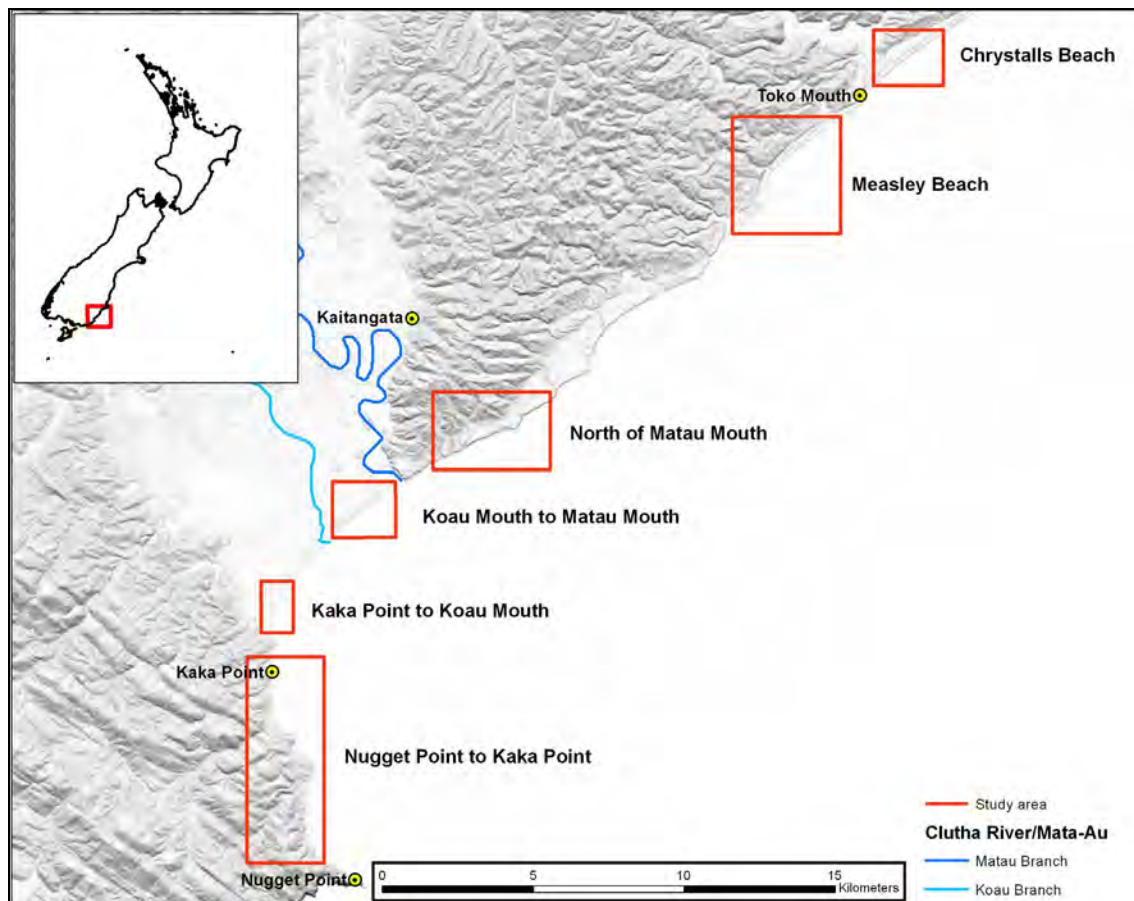 Chrystalls Beach
Toko Mouth
Measley Beach
Kaitangata
North of Matau Mouth
Koau Mouth to Matau Mouth
Kaka Point to Koau Mouth
Kaka Point
Nugget Point to Kaka Point
Study area
Clutha River/Mata-Au
Matau Branch
Koau Branch
Nugget Point
0 5 10 15
Kilometers